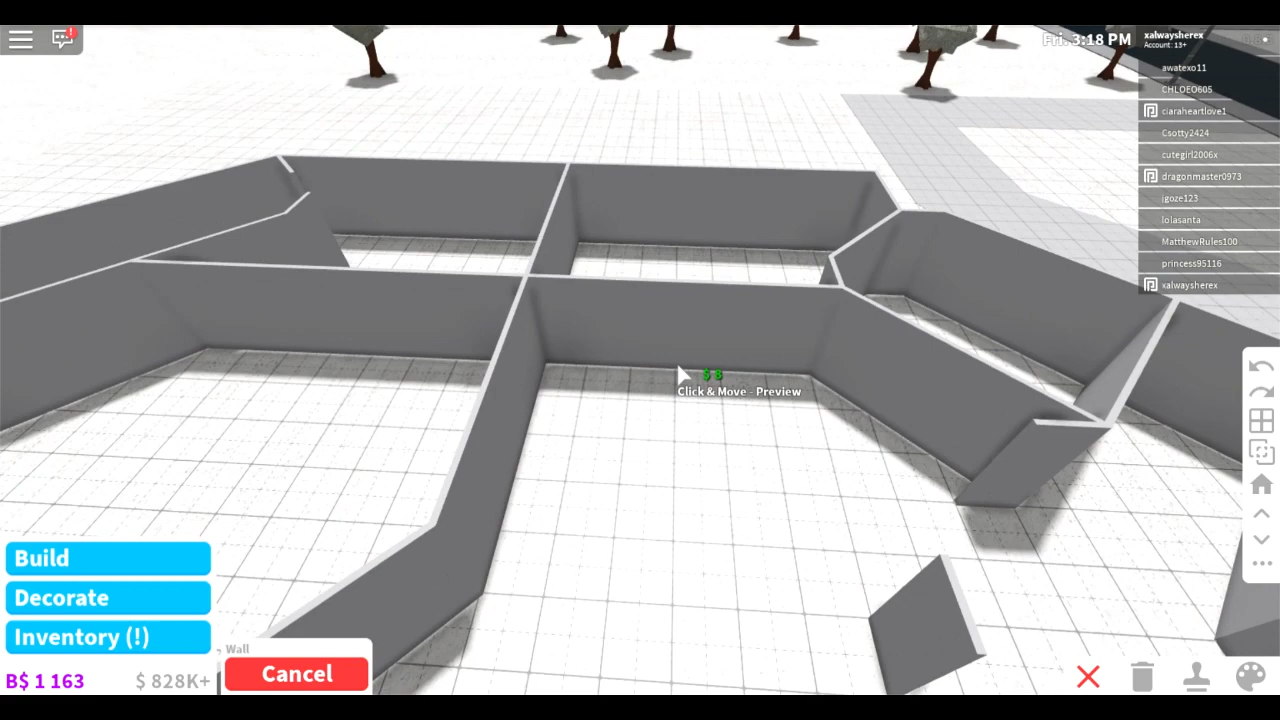 !
Fri. 3:18 PM
xalwaysherex
Account: 13+
awatexo11
CHLOEO605
ciaraheartlove1
Csotty2424
cutegirl2006x
dragonmaster0973
jgoze123
lolasanta
MatthewRules100
princess95116
xalwaysherex
$ 8
Click & Move - Preview
Build
Decorate
Inventory (!)
B$ 1 163
$ 828K+
Wall
Cancel